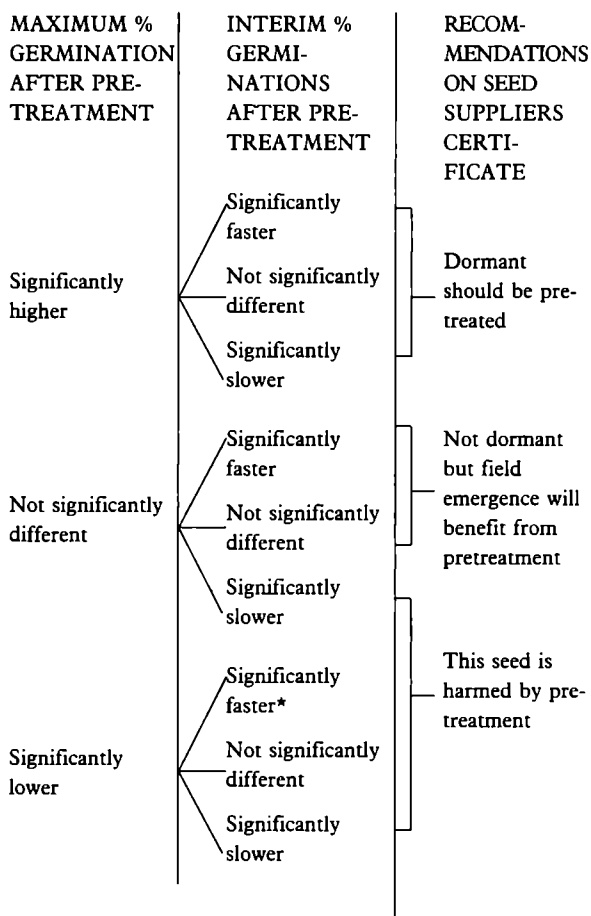 MAXIMUM %
GERMINATION
AFTER PRE-
TREATMENT
INTERIM %
GERMI-
NATIONS
AFTER PRE-
TREATMENT
RECOM-
MENDATIONS
ON SEED
SUPPLIERS
CERTI-
FICATE
Significantly
higher
Significantly
faster
Not significantly
different
Significantly
slower
Dormant
should be pre-
treated
Not significantly
different
Significantly
faster
Not significantly
different
Significantly
slower
Not dormant
but field
emergence will
benefit from
pretreatment
Significantly
lower
Significantly
faster*
Not significantly
different
Significantly
slower
This seed is
harmed by pre-
treatment